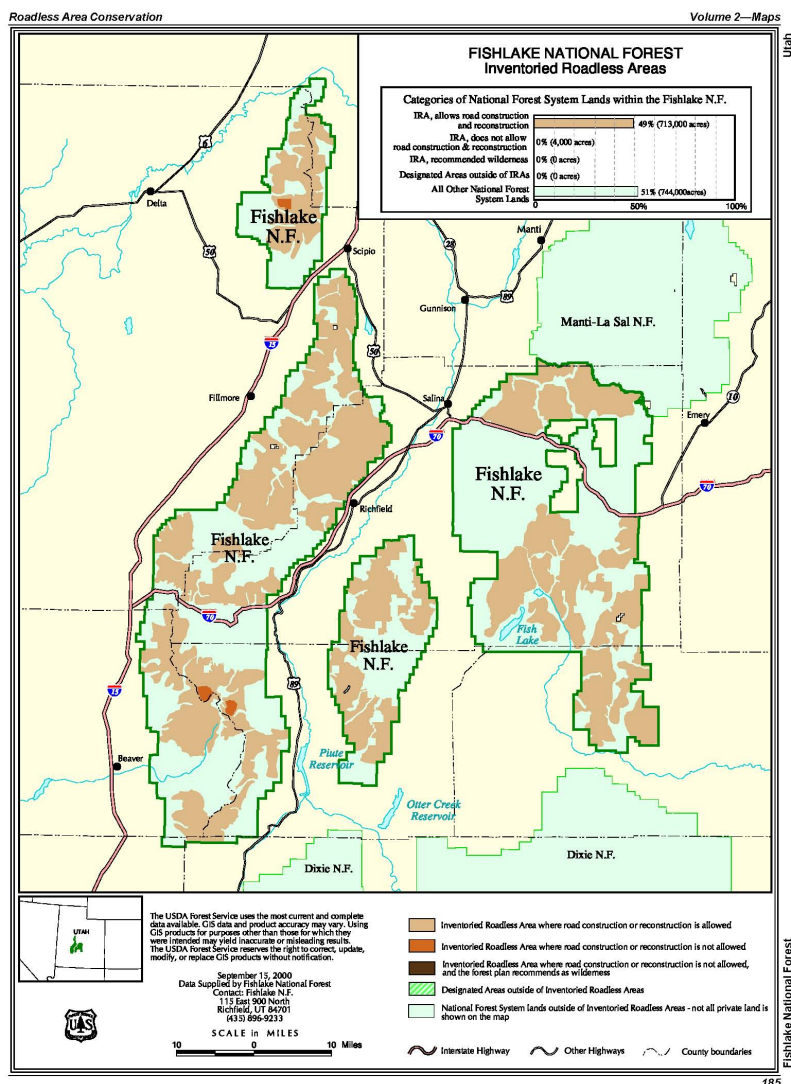 Roadless Area Conservation
Volume 2—Maps
Utah
FISHLAKE NATIONAL FOREST
Inventoried Roadless Areas
Categories of National Forest System Lands within the Fishlake N.F.
IRA, allows road construction
and reconstruction
49% (713,000 acres)
IRA, does not allow
road construction & reconstruction
0% (4,000 acres)
IRA, recommended wilderness
0% (0 acres)
Designated Areas outside of IRAs
0% (0 acres)
All Other National Forest
System Lands
51% (744,000acres)
0
50%
100%
6
Delta
Fishlake
N.F.
50
Scipio
28
Manti
Gunnison
89
Manti-La Sal N.F.
15
50
Fillmore
Salina
70
Emery
10
Fishlake
N.F.
70
Richfield
Fishlake
N.F.
70
Fish
Lake
Fishlake
N.F.
15
89
Beaver
Piute
Reservoir
Otter Creek
Reservoir
Dixie N.F.
Dixie N.F.
UTAH
The USDA Forest Service uses the most current and complete
data available. GIS data and product accuracy may vary. Using
GIS products for purposes other than those for which they
were intended may yield inaccurate or misleading results.
The USDA Forest Service reserves the right to correct, update,
modify, or replace GIS products without notification.
September 15, 2000
Data Supplied by Fishlake National Forest
Contact: Fishlake N.F.
115 East 900 North
Richfield, UT 84701
(435) 896-9233
SCALE in MILES
10 0 10 Miles
U S
Inventoried Roadless Area where road construction or reconstruction is allowed
Inventoried Roadless Area where road construction or reconstruction is not allowed
Inventoried Roadless Area where road construction or reconstruction is not allowed,
and the forest plan recommends as wilderness
Designated Areas outside of Inventoried Roadless Areas
National Forest System lands outside of Inventoried Roadless Areas - not all private land is
shown on the map
Interstate Highway
Other Highways
County boundaries
Fishlake National Forest
185